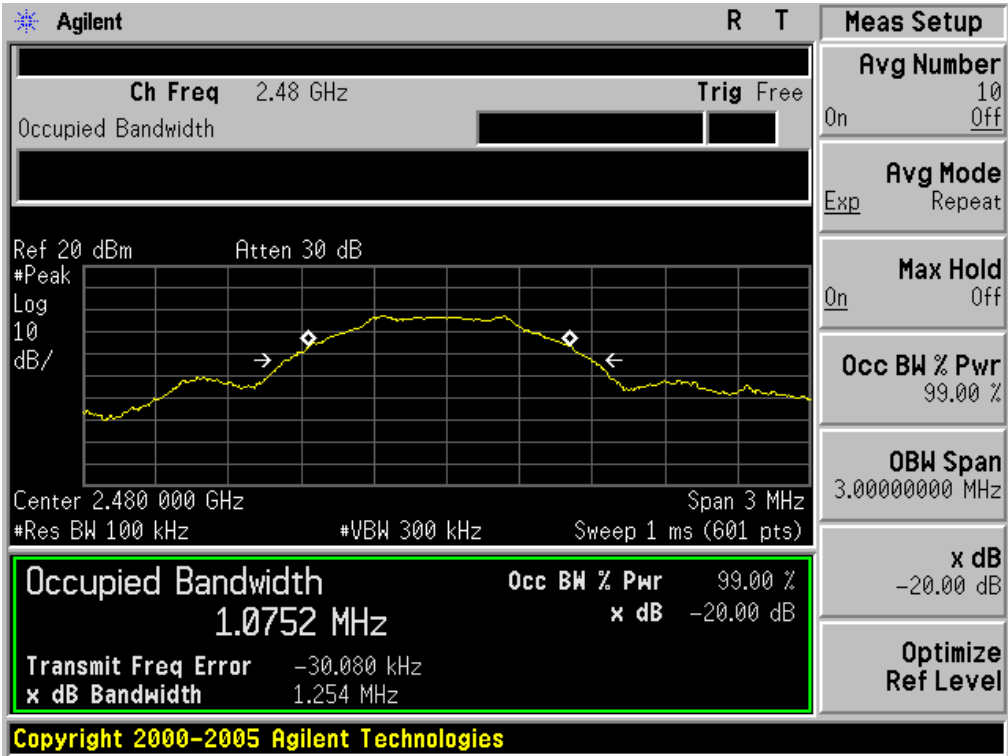 Agilent R T
Ch Freq 2.48 GHz Trig Free
Occupied Bandwidth
Ref 20 dBm Atten 30 dB
#Peak
Log
10
dB/
Center 2.480 000 GHz Span 3 MHz
#Res BW 100 kHz #VBW 300 kHz Sweep 1 ms (601 pts)
Occupied Bandwidth Occ BW % Pwr 99.00 %
1.0752 MHz x dB -20.00 dB
Transmit Freq Error -30.080 kHz
x dB Bandwidth 1.254 MHz
Copyright 2000-2005 Agilent Technologies
Meas Setup
Avg Number
10
On Off
Avg Mode
Exp Repeat
Max Hold
On Off
Occ BW % Pwr
99.00 %
OBW Span
3.00000000 MHz
x dB
-20.00 dB
Optimize
Ref Level